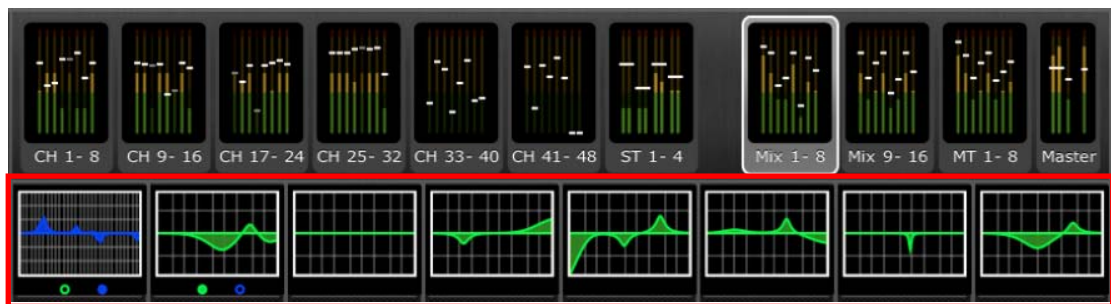 CH 1- 8 CH 9- 16 CH 17- 24 CH 25- 32 CH 33- 40 CH 41- 48 ST 1- 4 Mix 1- 8 Mix 9- 16 MT 1- 8 Master